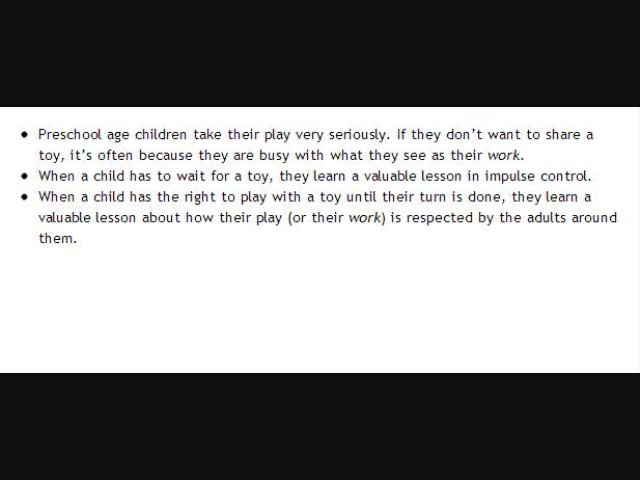 • Preschool age children take their play very seriously. If they don't want to share a
toy, it's often because they are busy with what they see as their work.
• When a child has to wait for a toy, they learn a valuable lesson in impulse control.
• When a child has the right to play with a toy until their turn is done, they learn a
valuable lesson about how their play (or their work) is respected by the adults around
them.